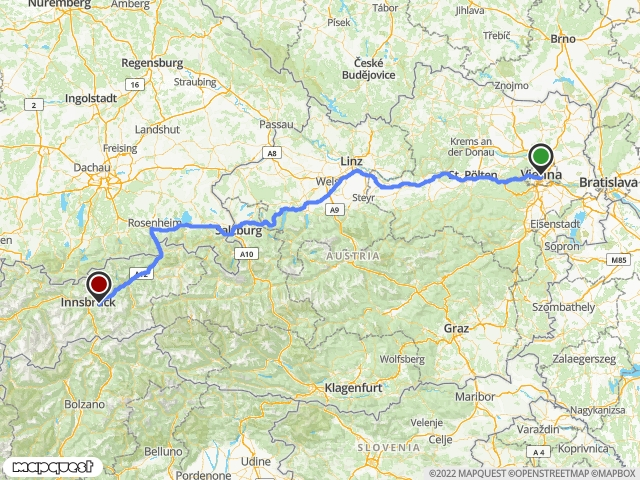 Nuremberg
Jihlava
Písek
Třebíč
Brno
Regensburg
České
Budějovice
Straubing
16
Znojmo
2
Ingolstadt
Passau
Landshut
Krems an
der Donau
Freising
Dachau
A8
Linz
Wels
St. Pölten
Vienna
Bratislava
Steyr
A9
Rosenheim
Salzburg
Eisenstadt
Sopron
A10
AUSTRIA
M85
A12
Innsbruck
Szombathely
Graz
Zalaegerszeg
Wolfsberg
Klagenfurt
Bolzano
Maribor
Nagykanizsa
Velenje
Varaždin
Celje
Koprivnica
Belluno
SLOVENIA
A 4
Udine
Pordenone
mapquest
©2022 MAPQUEST ©OPENSTREETMAP ©MAPBOX